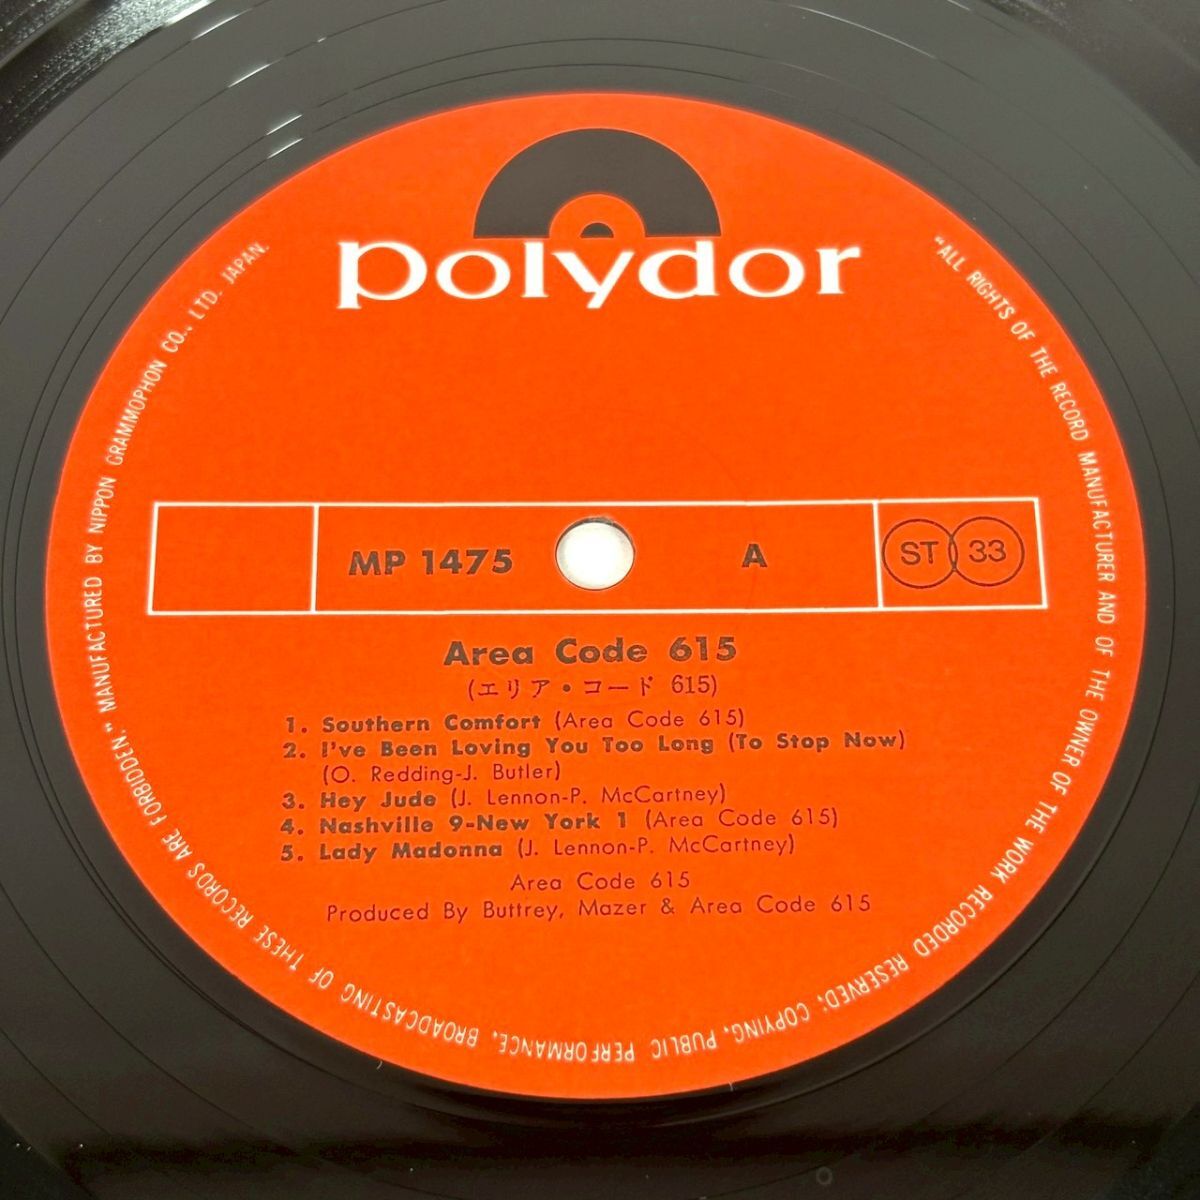 polydor
MP 1475
A
ST 33
Area Code 615
(エリア・コード 615)
1. Southern Comfort (Area Code 615)
2. I've Been Loving You Too Long (To Stop Now)
(O. Redding-J. Butler)
3. Hey Jude (J. Lennon-P. McCartney)
4. Nashville 9-New York 1 (Area Code 615)
5. Lady Madonna (J. Lennon-P. McCartney)
Area Code 615
Produced By Buttrey, Mazer & Area Code 615
"ALL RIGHTS OF THE RECORD MANUFACTURER AND OF THE OWNER OF THE WORK RECORDED RESERVED; COPYING, PUBLIC PERFORMANCE, BROADCASTING OF THESE RECORDS ARE FORBIDDEN." MANUFACTURED BY NIPPON GRAMMOPHON CO., LTD. JAPAN.